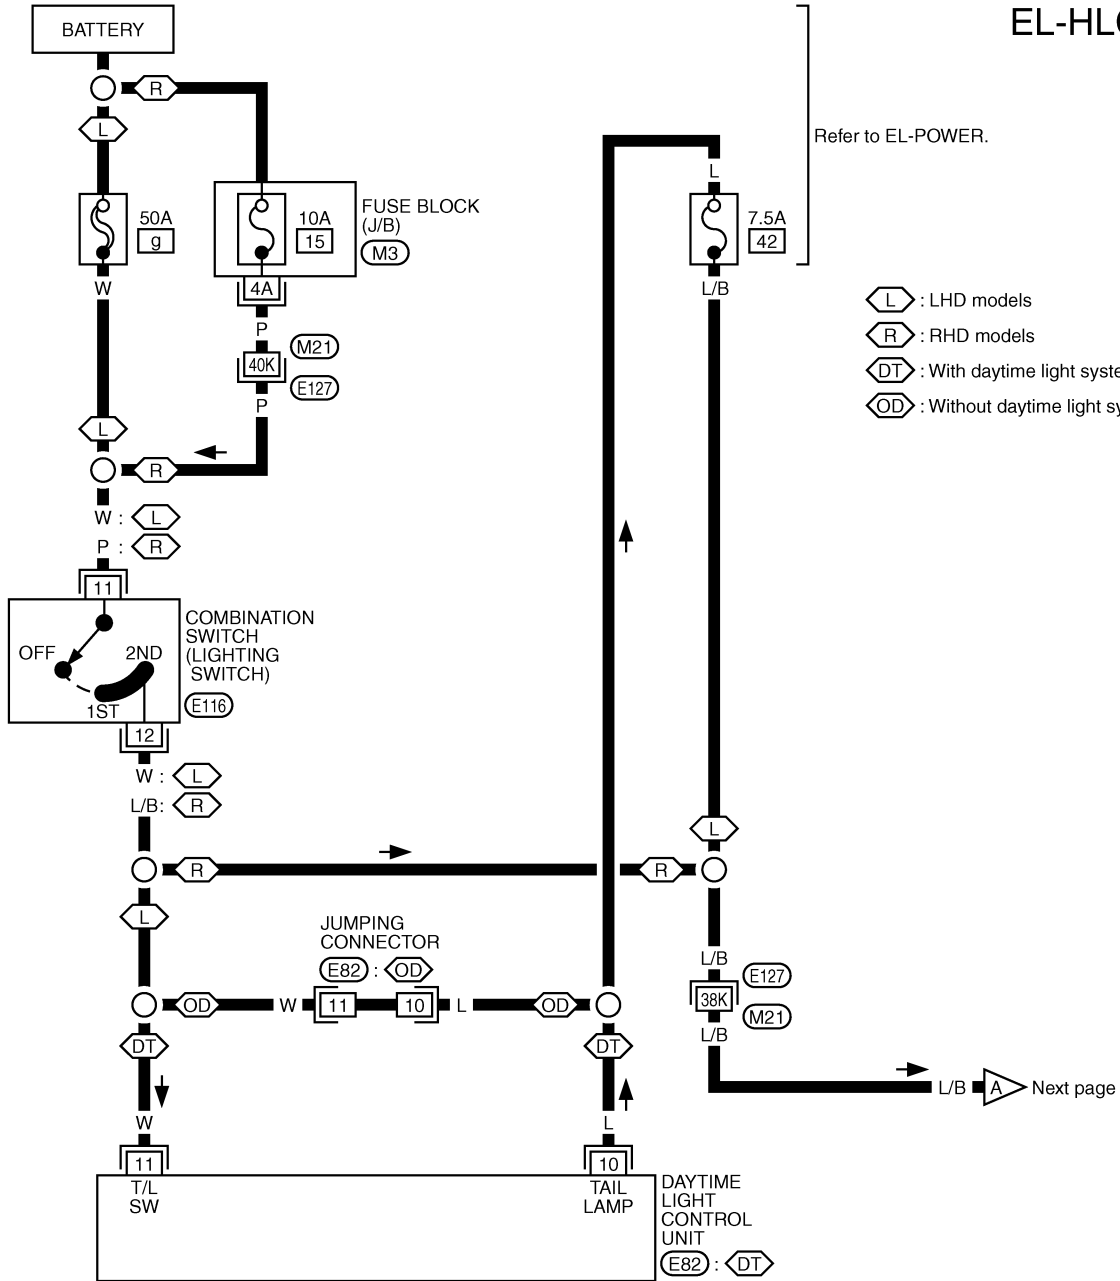 EL-HL
BATTERY
R
L
Refer to EL-POWER.
L
50A
g
10A
15
FUSE BLOCK
(J/B)
M3
7.5A
42
W
4A
L/B
P
M21
40K
E127
P
L : LHD models
R : RHD models
DT : With daytime light syste
OD : Without daytime light sy
L
R
W : L
P : R
11
COMBINATION
SWITCH
(LIGHTING
SWITCH)
OFF
2ND
1ST
E116
12
W : L
L/B: R
L
R
R
L
JUMPING
CONNECTOR
E82 : OD
OD
W
11
10
L
OD
L/B
E127
38K
M21
L/B
DT
DT
L/B
A
Next page
W
L
11
10
T/L
SW
TAIL
LAMP
DAYTIME
LIGHT
CONTROL
UNIT
E82 : DT